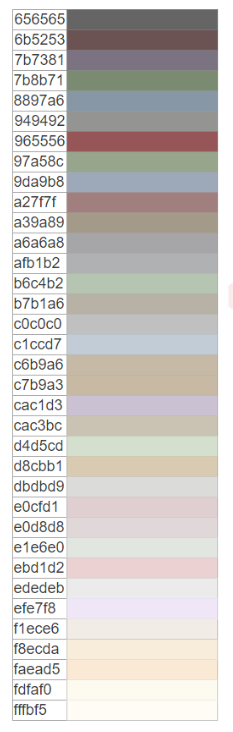 656565
6b5253
7b7381
7b8b71
8897a6
949492
965556
97a58c
9da9b8
a27f7f
a39a89
a6a6a8
afb1b2
b6c4b2
b7b1a6
c0c0c0
c1ccd7
c6b9a6
c7b9a3
cac1d3
cac3bc
d4d5cd
d8cbb1
dbdbd9
e0cfd1
e0d8d8
e1e6e0
ebd1d2
ededeb
efe7f8
f1ece6
f8ecda
faead5
fdfaf0
fffbf5